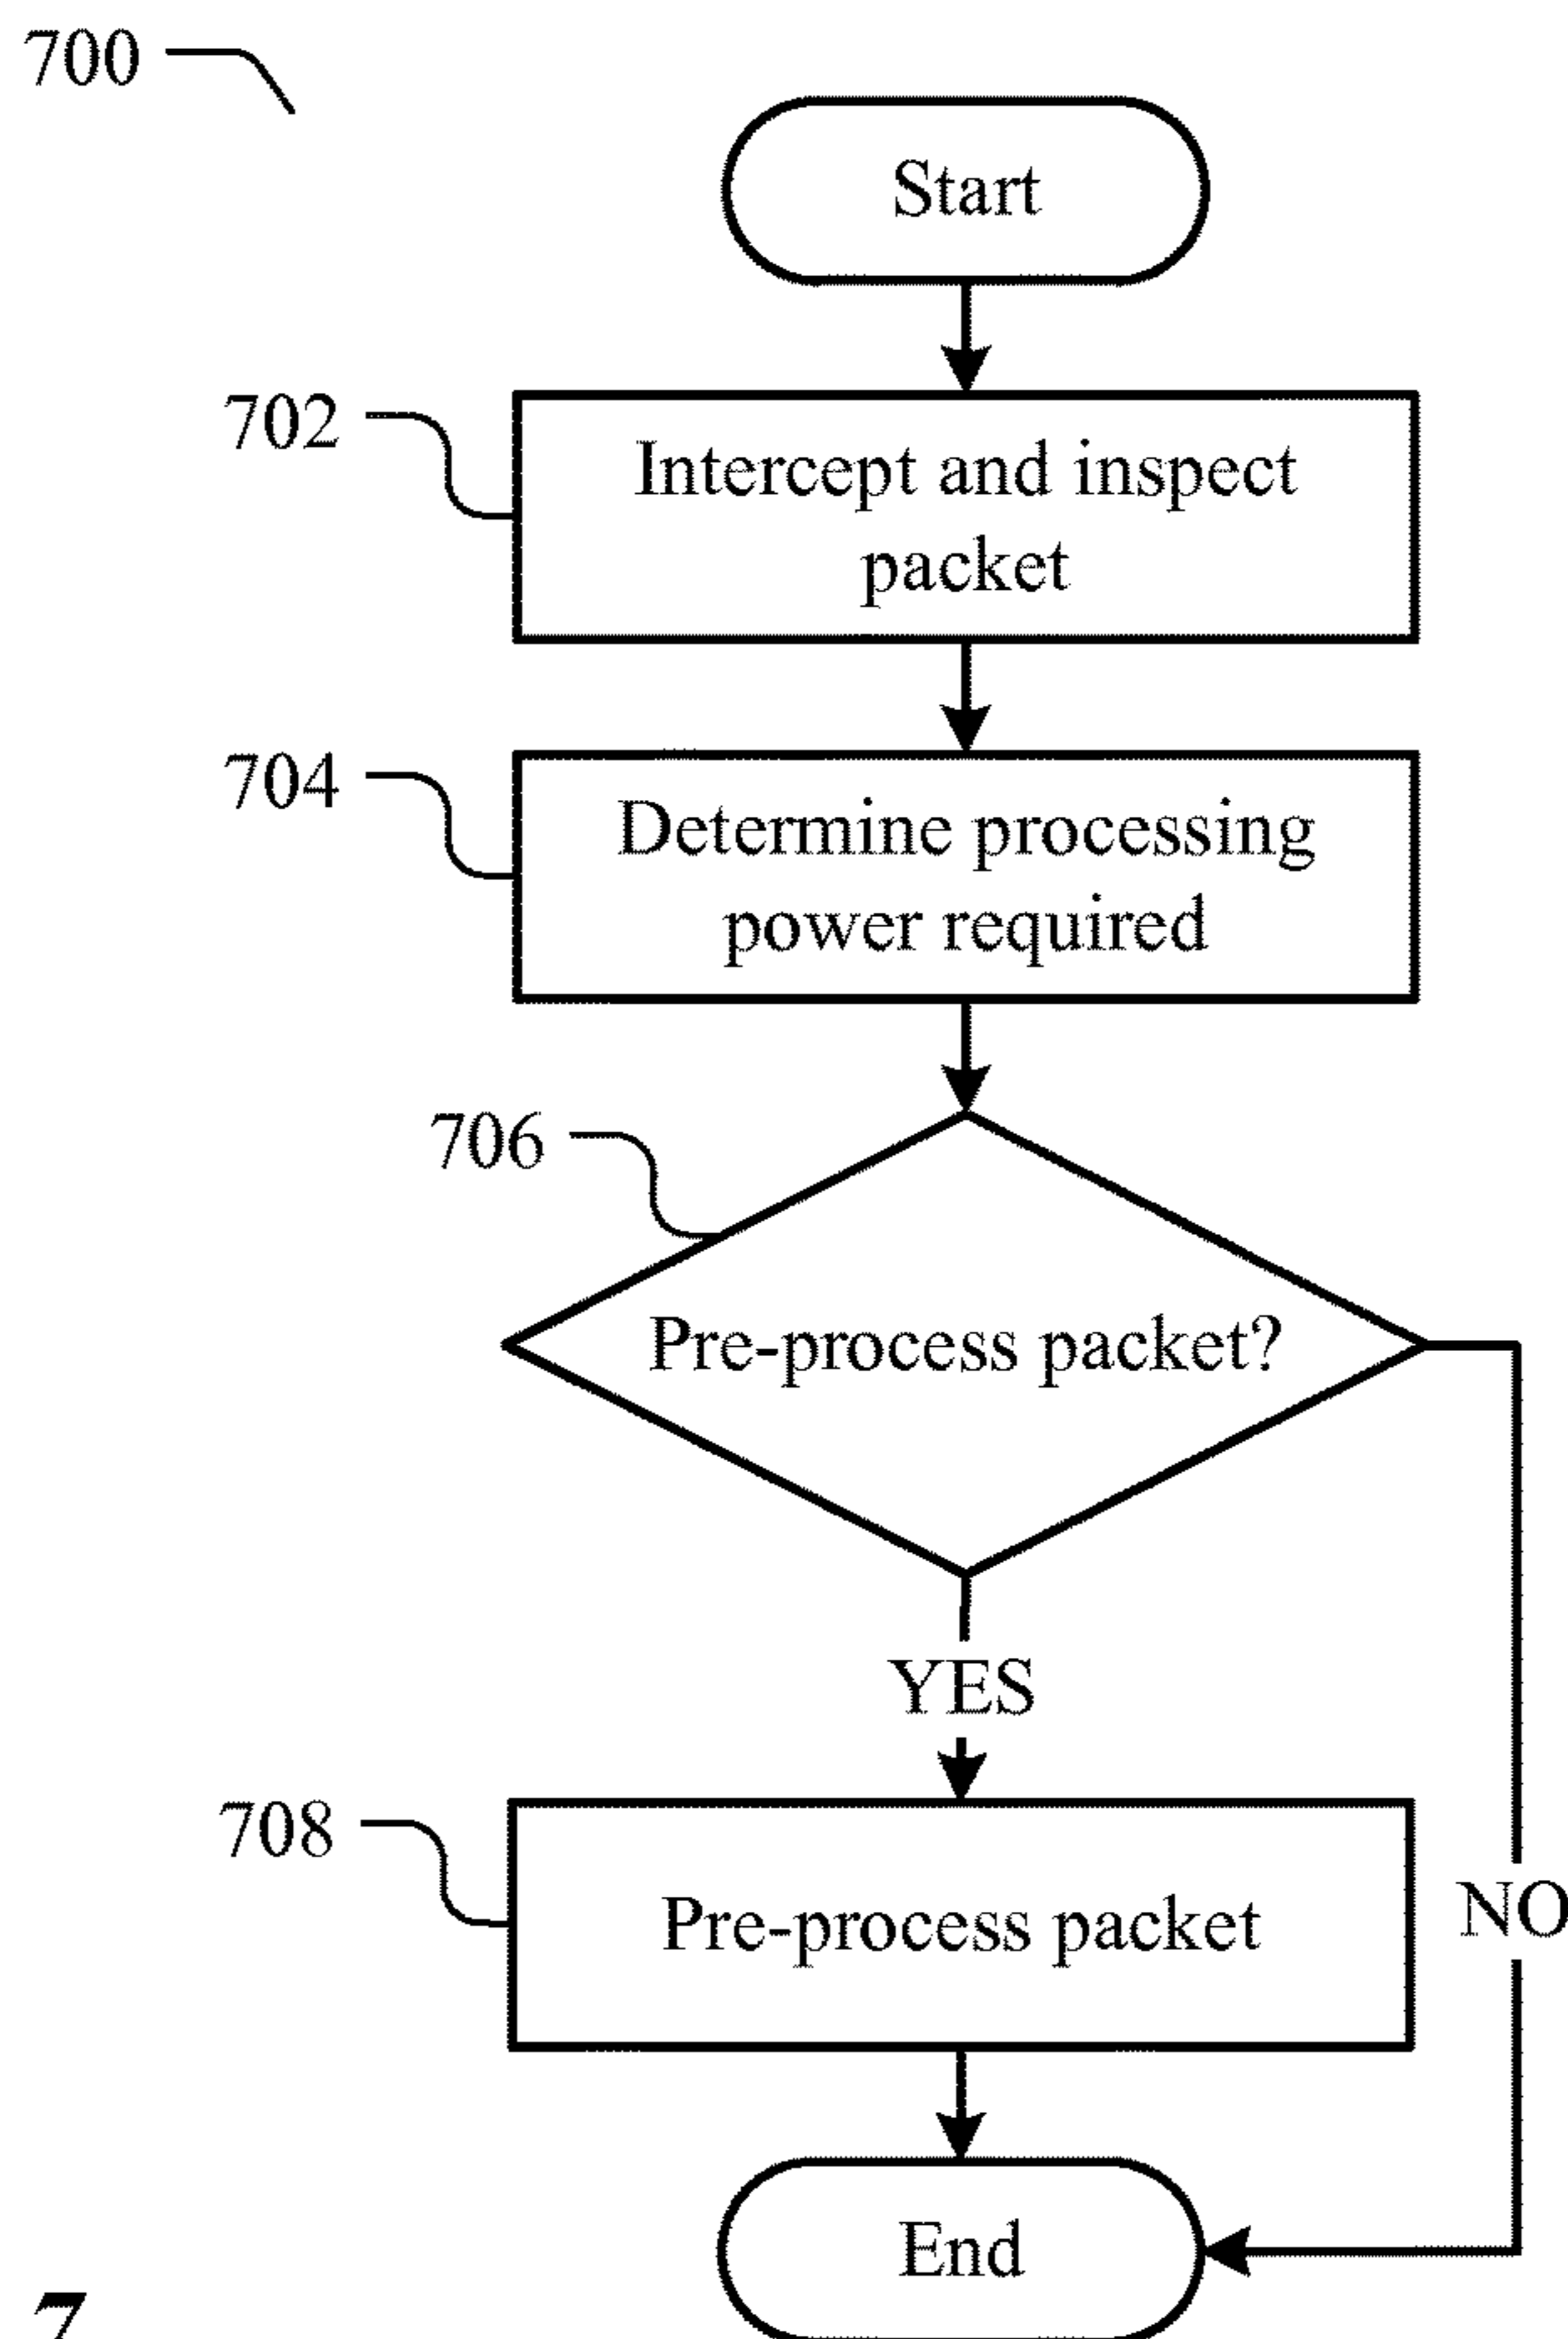 700
Start
702
Intercept and inspect
packet
704
Determine processing
power required
706
Pre-process packet?
YES
708
Pre-process packet
NO
End
7